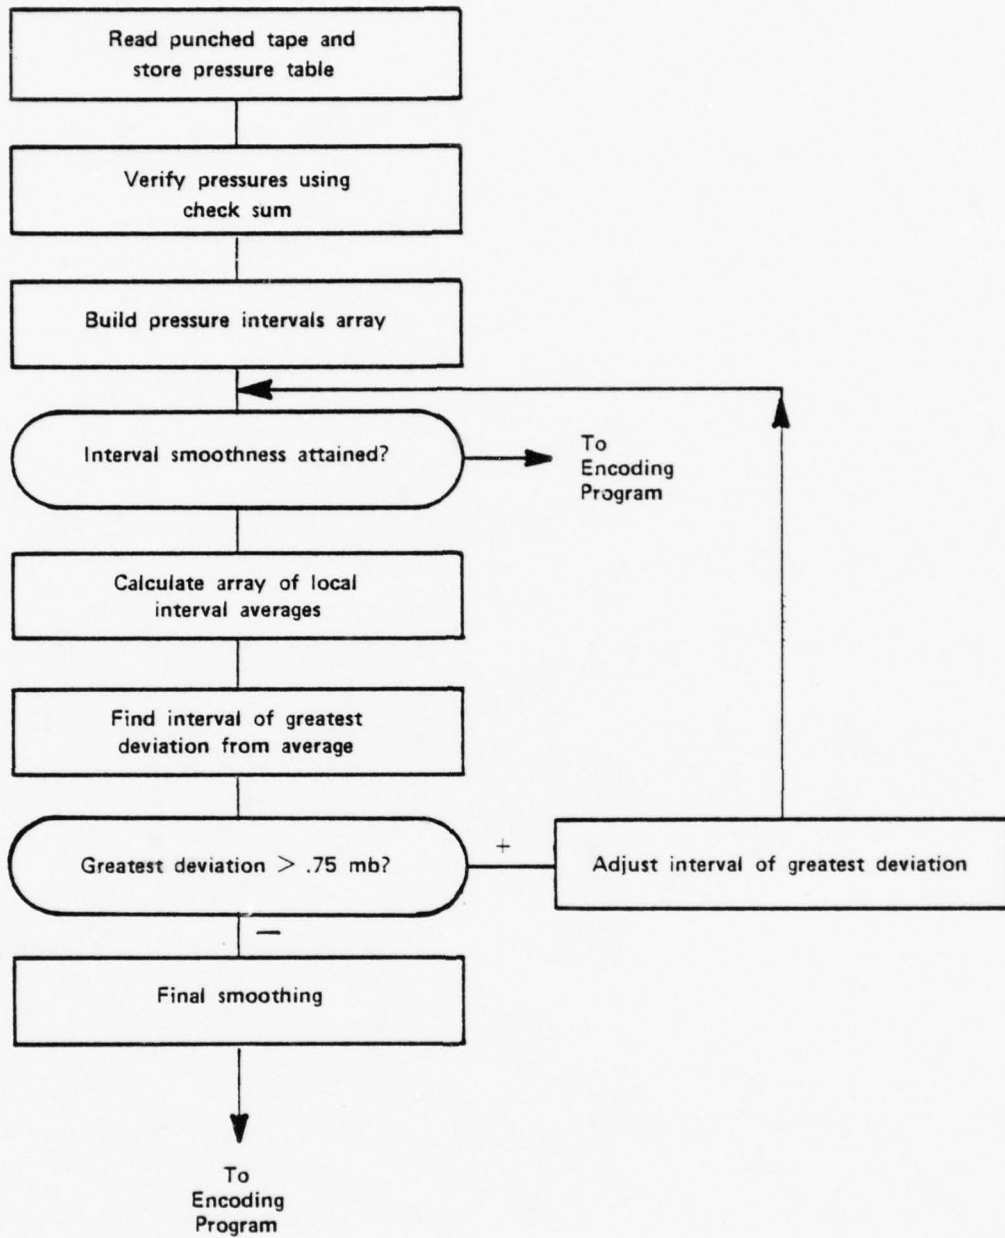 Read punched tape and
store pressure table
Verify pressures using
check sum
Build pressure intervals array
Interval smoothness attained?
To
Encoding
Program
Calculate array of local
interval averages
Find interval of greatest
deviation from average
Greatest deviation > .75 mb?
+
Adjust interval of greatest deviation
—
Final smoothing
To
Encoding
Program